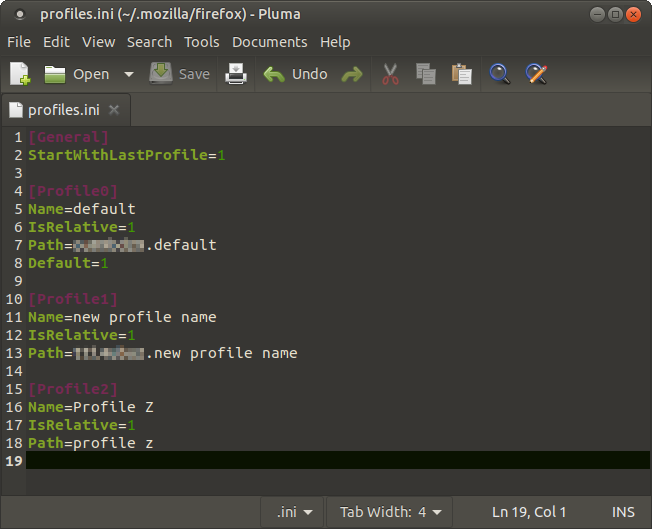 profiles.ini (~/.mozilla/firefox) - Pluma
File Edit View Search Tools Documents Help
Open Save Undo
profiles.ini
1 [General]
2 StartWithLastProfile=1
3
4 [Profile0]
5 Name=default
6 IsRelative=1
7 Path= .default
8 Default=1
9
10 [Profile1]
11 Name=new profile name
12 IsRelative=1
13 Path= .new profile name
14
15 [Profile2]
16 Name=Profile Z
17 IsRelative=1
18 Path=profile z
19
.ini Tab Width: 4 Ln 19, Col 1 INS